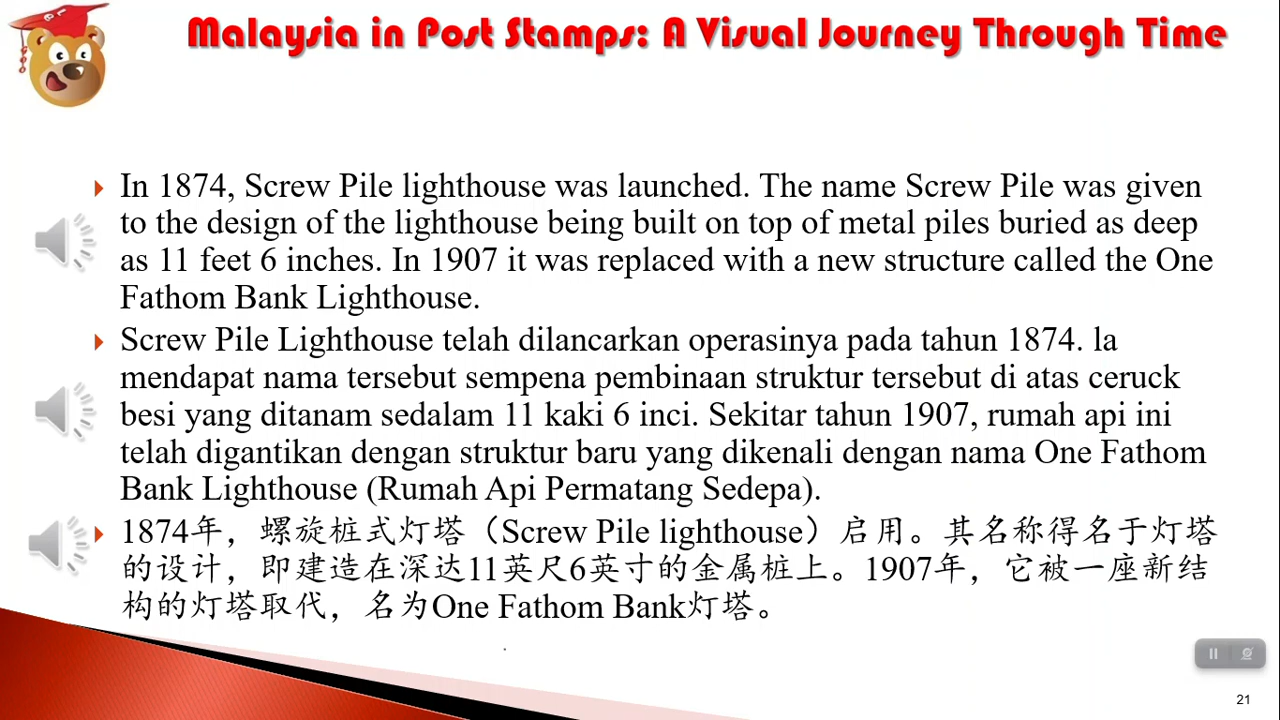 Malaysia in Post Stamps: A Visual Journey Through Time
In 1874, Screw Pile lighthouse was launched. The name Screw Pile was given
to the design of the lighthouse being built on top of metal piles buried as deep
as 11 feet 6 inches. In 1907 it was replaced with a new structure called the One
Fathom Bank Lighthouse.
Screw Pile Lighthouse telah dilancarkan operasinya pada tahun 1874. la
mendapat nama tersebut sempena pembinaan struktur tersebut di atas ceruck
besi yang ditanam sedalam 11 kaki 6 inci. Sekitar tahun 1907, rumah api ini
telah digantikan dengan struktur baru yang dikenali dengan nama One Fathom
Bank Lighthouse (Rumah Api Permatang Sedepa).
1874年，螺旋桩式灯塔（Screw Pile lighthouse）启用。其名称得名于灯塔
的设计，即建造在深达11英尺6英寸的金属桩上。1907年，它被一座新结
构的灯塔取代，名为One Fathom Bank灯塔。
21